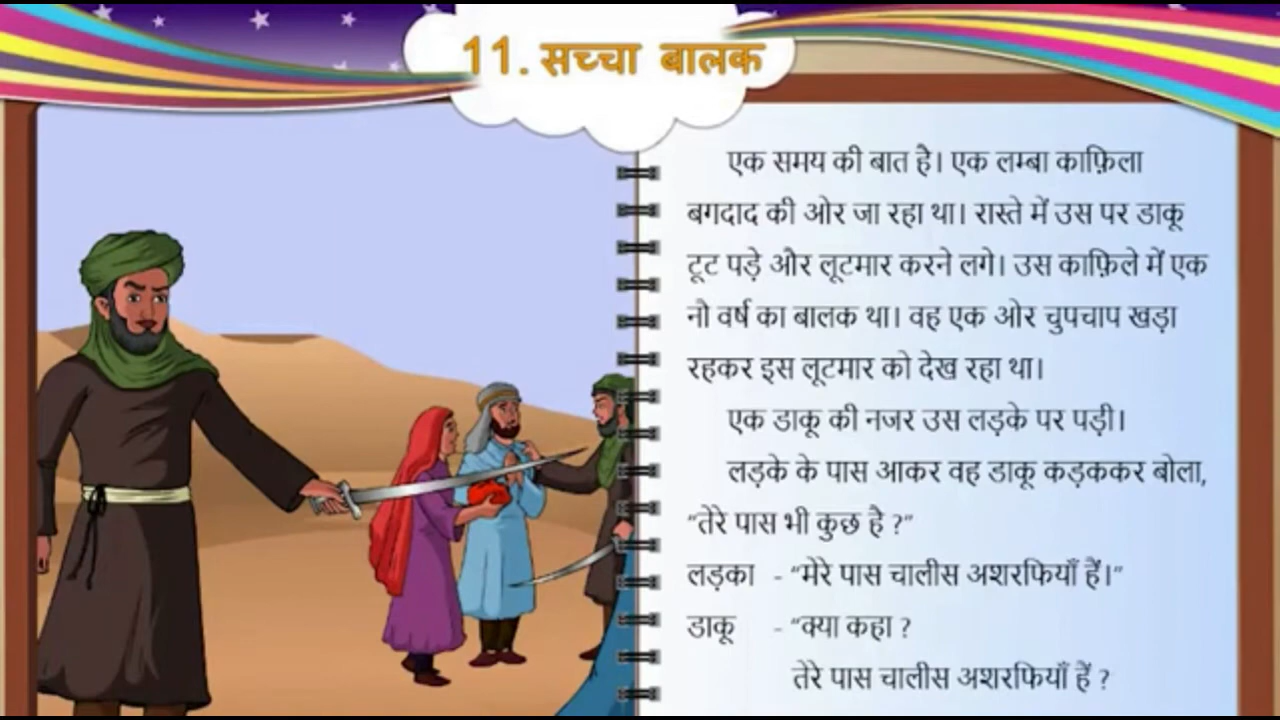 11. सच्चा बालक
एक समय की बात है। एक लम्बा काफ़िला
बगदाद की ओर जा रहा था। रास्ते में उस पर डाकू
टूट पड़े और लूटमार करने लगे। उस काफ़िले में एक
नो वर्ष का बालक था। वह एक ओर चुपचाप खड़ा
रहकर इस लूटमार को देख रहा था।
एक डाकू की नजर उस लड़के पर पड़ी।
लड़के के पास आकर वह डाकू कड़ककर बोला,
"तेरे पास भी कुछ है ?"
लड़का - "मेरे पास चालीस अशरफियाँ हैं।"
डाकू - "क्या कहा ?
तेरे पास चालीस अशरफियाँ हैं ?